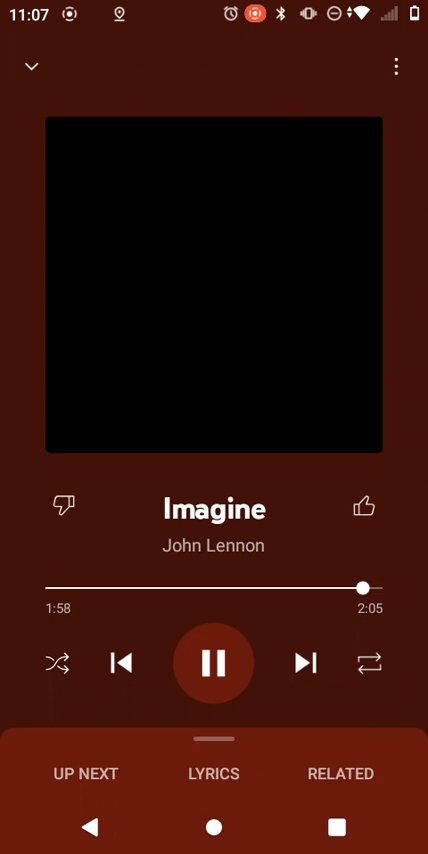 11:07
Imagine
John Lennon
1:58 2:05
UP NEXT LYRICS RELATED